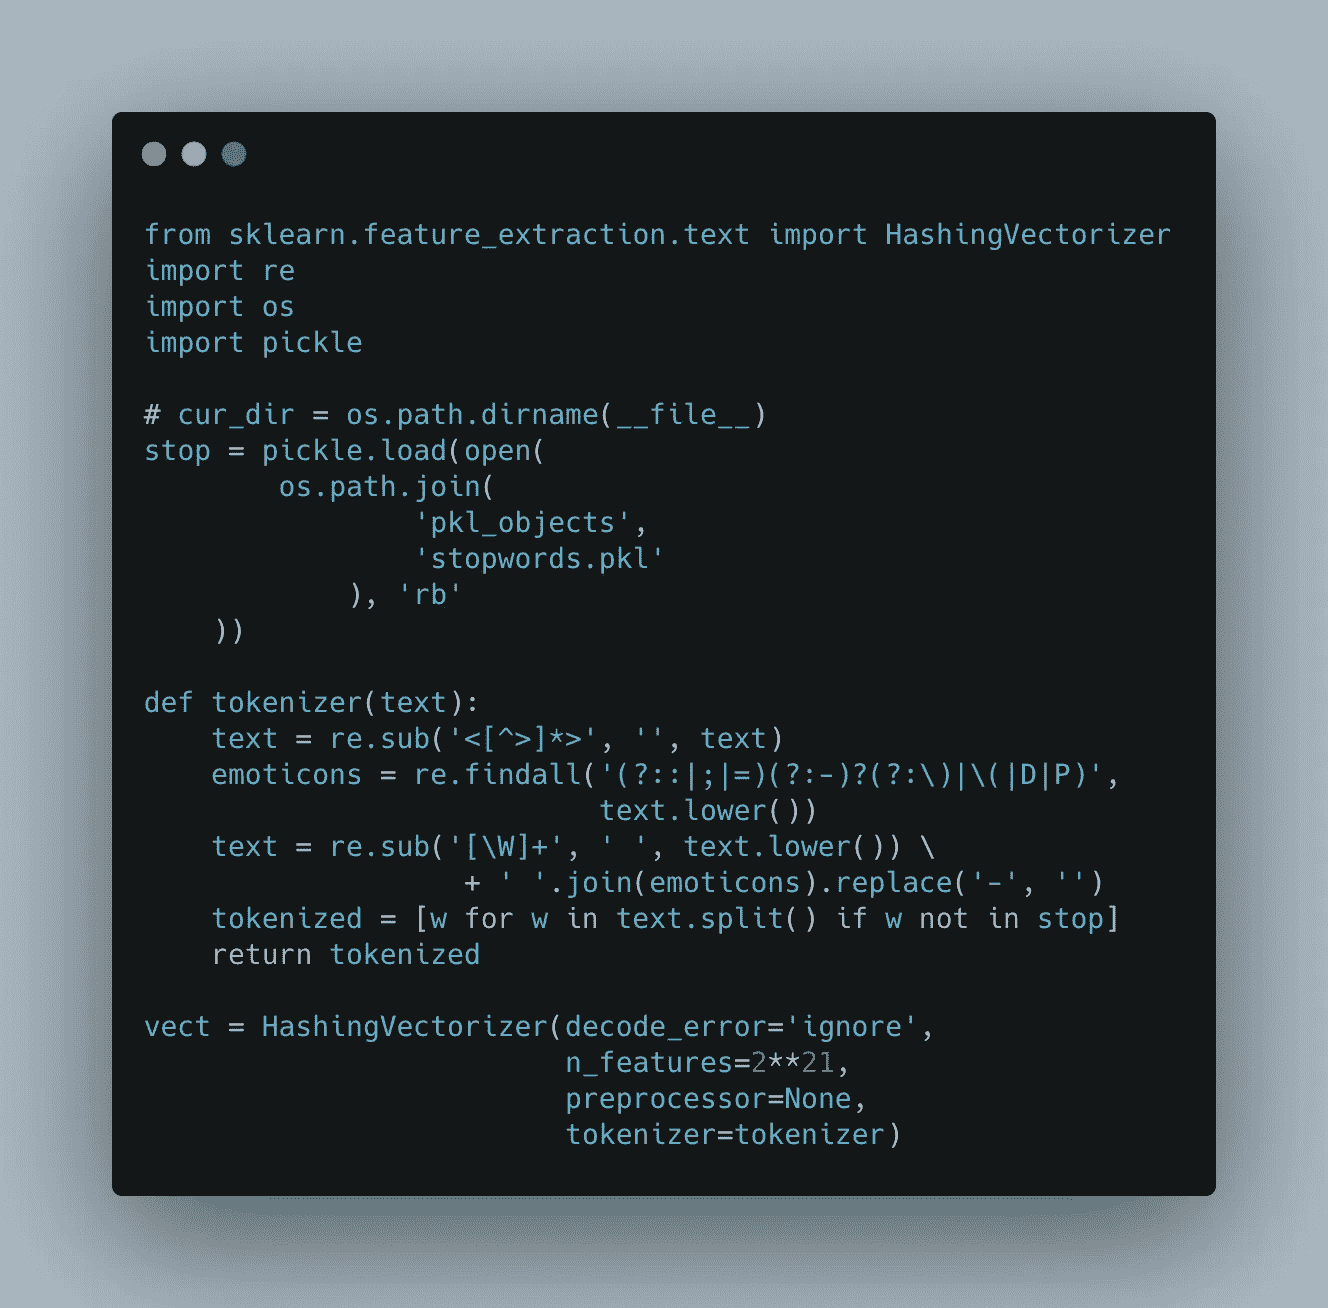 from sklearn.feature_extraction.text import HashingVectorizer
import re
import os
import pickle

# cur_dir = os.path.dirname(__file__)
stop = pickle.load(open(
        os.path.join(
                'pkl_objects',
                'stopwords.pkl'
            ), 'rb'
    ))

def tokenizer(text):
    text = re.sub('<[^>]*>', '', text)
    emoticons = re.findall('(?::|;|=)(?:-)?(?:\)|\(|D|P)',
                           text.lower())
    text = re.sub('[\W]+', ' ', text.lower()) \
                   + ' '.join(emoticons).replace('-', '')
    tokenized = [w for w in text.split() if w not in stop]
    return tokenized

vect = HashingVectorizer(decode_error='ignore',
                         n_features=2**21,
                         preprocessor=None,
                         tokenizer=tokenizer)